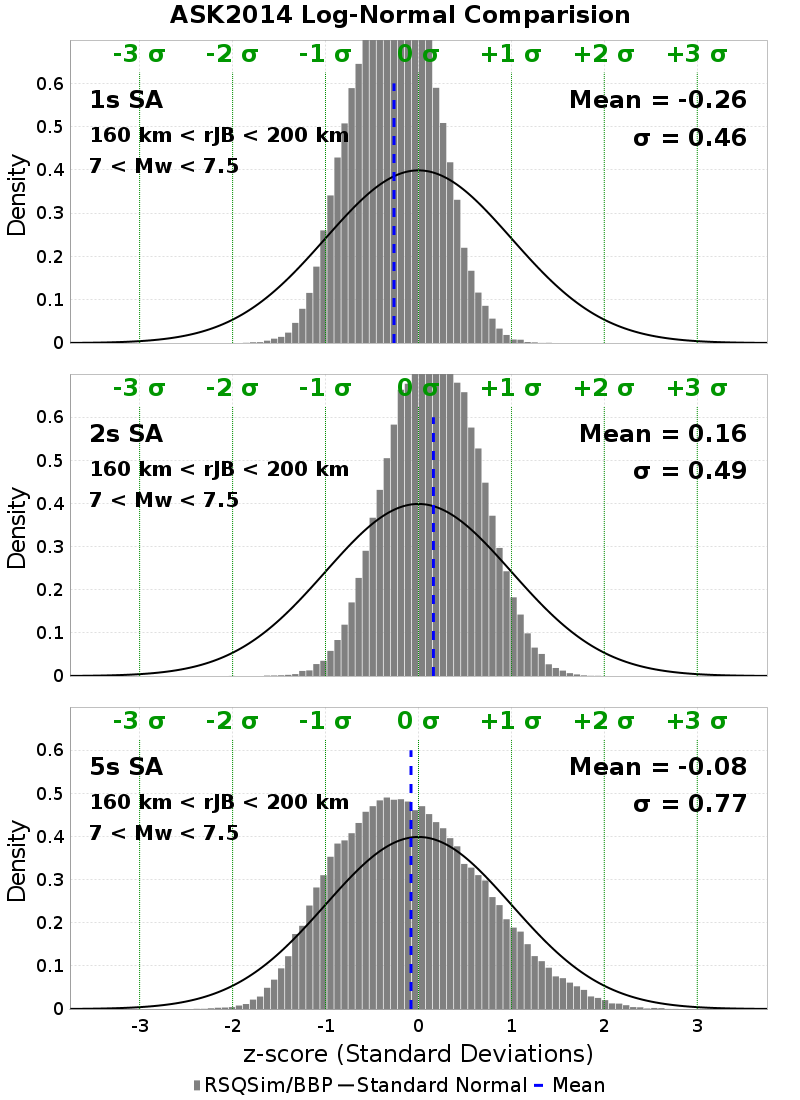 ASK2014 Log-Normal Comparision
-3 σ -2 σ -1 σ 0 σ +1 σ +2 σ +3 σ
1s SA
160 km < rJB < 200 km
7 < Mw < 7.5
Mean = -0.26
σ = 0.46
Density
0.6
0.5
0.4
0.3
0.2
0.1
0
-3 σ -2 σ -1 σ 0 σ +1 σ +2 σ +3 σ
2s SA
160 km < rJB < 200 km
7 < Mw < 7.5
Mean = 0.16
σ = 0.49
Density
0.6
0.5
0.4
0.3
0.2
0.1
0
-3 σ -2 σ -1 σ 0 σ +1 σ +2 σ +3 σ
5s SA
160 km < rJB < 200 km
7 < Mw < 7.5
Mean = -0.08
σ = 0.77
Density
0.6
0.5
0.4
0.3
0.2
0.1
0
-3 -2 -1 0 1 2 3
z-score (Standard Deviations)
RSQSim/BBP Standard Normal Mean